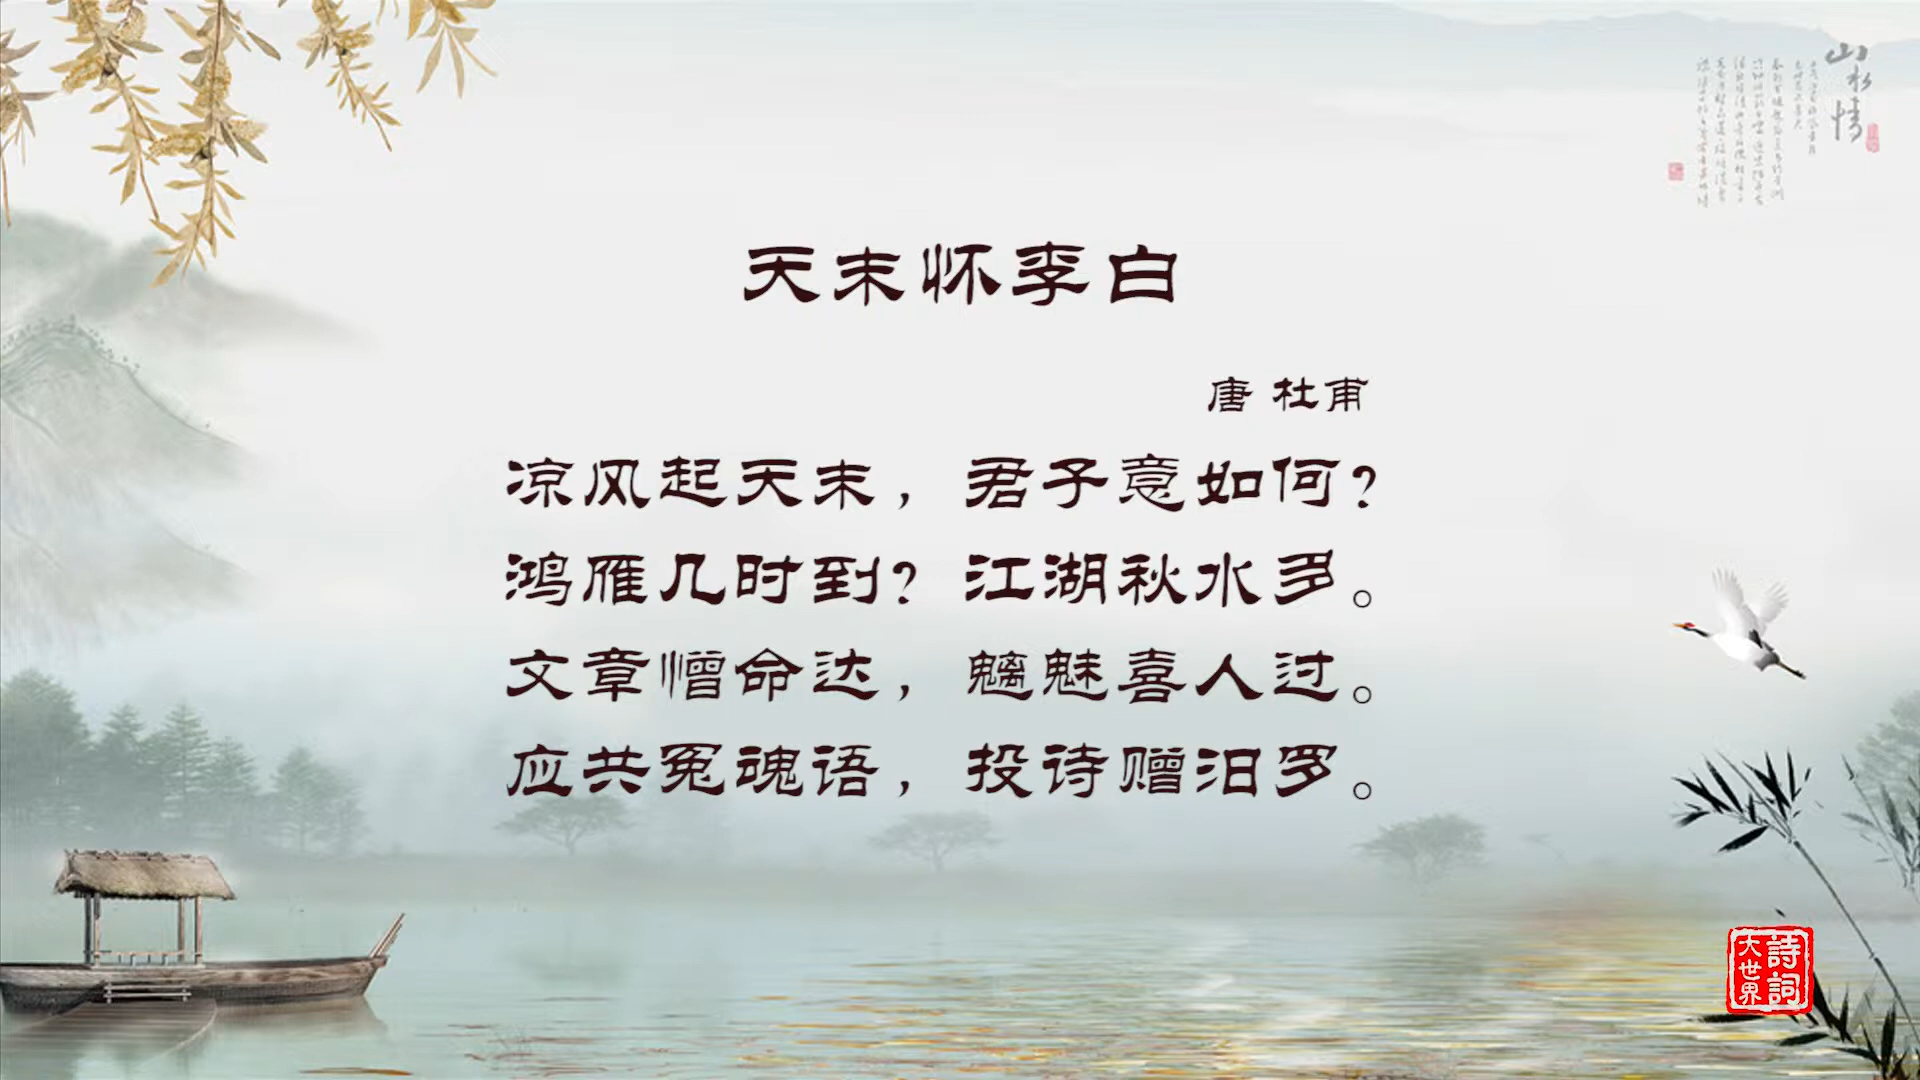 山水情
天末怀李白
唐 杜甫
凉风起天末，君子意如何？
鸿雁几时到？江湖秋水多。
文章憎命达，魑魅喜人过。
应共冤魂语，投诗赠汨罗。
詩詞
大世界